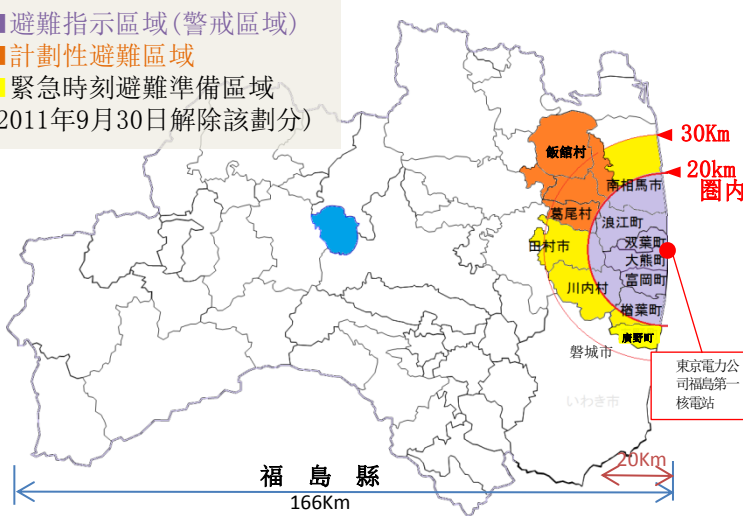 避難指示區域(警戒區域)
計劃性避難區域
緊急時刻避難準備區域
2011年9月30日解除該劃分)
30Km
20km
圈内
飯館村
南相馬市
葛尾村
浪江町
田村市
双葉町
大熊町
富岡町
川内村
楢葉町
廣野町
磐城市
いわき市
東京電力公
司福島第一
核電站
20Km
福島縣
166Km